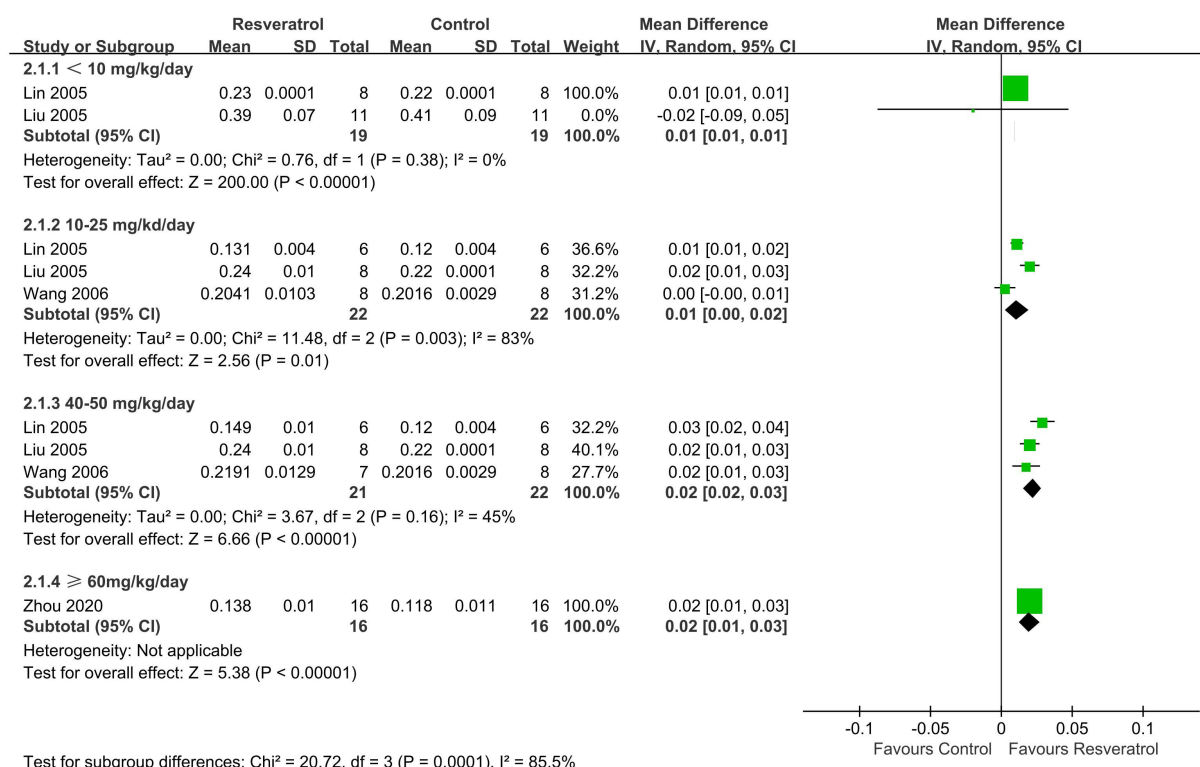 Resveratrol Control Mean Difference Mean Difference
Study or Subgroup Mean SD Total Mean SD Total Weight IV, Random, 95% CI IV, Random, 95% CI
2.1.1 < 10 mg/kg/day
Lin 2005 0.23 0.0001 8 0.22 0.0001 8 100.0% 0.01 [0.01, 0.01]
Liu 2005 0.39 0.07 11 0.41 0.09 11 0.0% -0.02 [-0.09, 0.05]
Subtotal (95% CI) 19 19 100.0% 0.01 [0.01, 0.01]
Heterogeneity: Tau² = 0.00; Chi² = 0.76, df = 1 (P = 0.38); I² = 0%
Test for overall effect: Z = 200.00 (P < 0.00001)
2.1.2 10-25 mg/kd/day
Lin 2005 0.131 0.004 6 0.12 0.004 6 36.6% 0.01 [0.01, 0.02]
Liu 2005 0.24 0.01 8 0.22 0.0001 8 32.2% 0.02 [0.01, 0.03]
Wang 2006 0.2041 0.0103 8 0.2016 0.0029 8 31.2% 0.00 [-0.00, 0.01]
Subtotal (95% CI) 22 22 100.0% 0.01 [0.00, 0.02]
Heterogeneity: Tau² = 0.00; Chi² = 11.48, df = 2 (P = 0.003); I² = 83%
Test for overall effect: Z = 2.56 (P = 0.01)
2.1.3 40-50 mg/kg/day
Lin 2005 0.149 0.01 6 0.12 0.004 6 32.2% 0.03 [0.02, 0.04]
Liu 2005 0.24 0.01 8 0.22 0.0001 8 40.1% 0.02 [0.01, 0.03]
Wang 2006 0.2191 0.0129 7 0.2016 0.0029 8 27.7% 0.02 [0.01, 0.03]
Subtotal (95% CI) 21 22 100.0% 0.02 [0.02, 0.03]
Heterogeneity: Tau² = 0.00; Chi² = 3.67, df = 2 (P = 0.16); I² = 45%
Test for overall effect: Z = 6.66 (P < 0.00001)
2.1.4 ≥ 60mg/kg/day
Zhou 2020 0.138 0.01 16 0.118 0.011 16 100.0% 0.02 [0.01, 0.03]
Subtotal (95% CI) 16 16 100.0% 0.02 [0.01, 0.03]
Heterogeneity: Not applicable
Test for overall effect: Z = 5.38 (P < 0.00001)
-0.1 -0.05 0 0.05 0.1
Favours Control Favours Resveratrol
Test for subgroup differences: Chi² = 20.72, df = 3 (P = 0.0001), I² = 85.5%